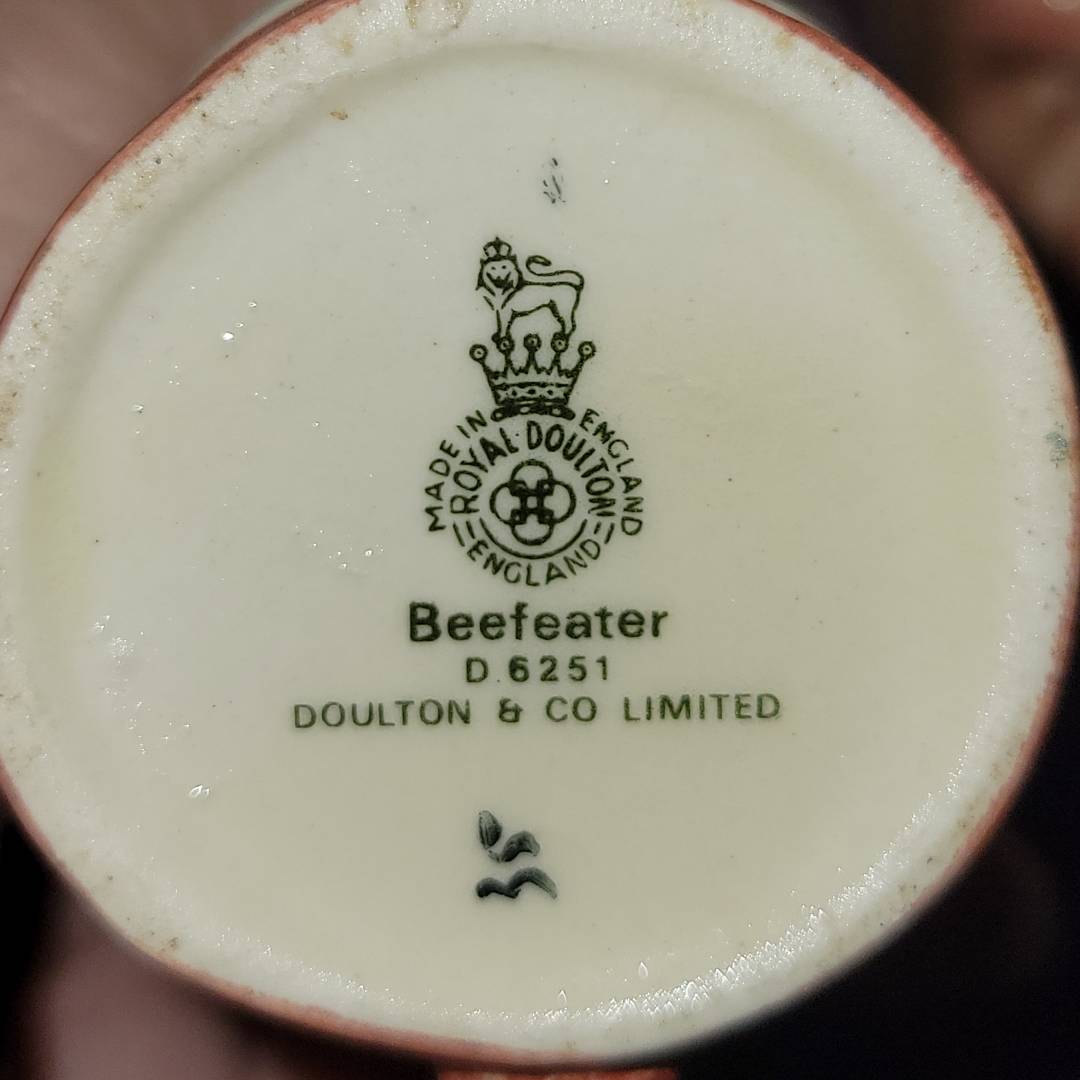 MADE IN ENGLAND
ROYAL DOULTON
ENGLAND
Beefeater
D.6251
DOULTON & CO LIMITED